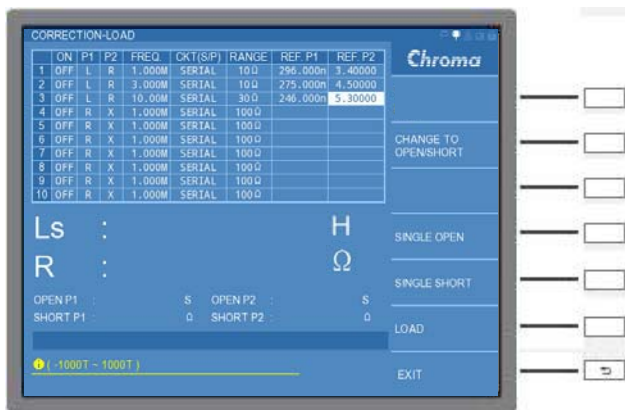 CORRECTION-LOAD
Chroma
ON P1 P2 FREQ. CKT(S/P) RANGE REF. P1 REF. P2
1 OFF L R 1.000M SERIAL 10Ω 296.000n 3.40000
2 OFF L R 3.000M SERIAL 10Ω 275.000n 4.50000
3 OFF L R 10.00M SERIAL 30Ω 246.000n 5.30000
4 OFF R X 1.000M SERIAL 100Ω
5 OFF R X 1.000M SERIAL 100Ω
6 OFF R X 1.000M SERIAL 100Ω
7 OFF R X 1.000M SERIAL 100Ω
8 OFF R X 1.000M SERIAL 100Ω
9 OFF R X 1.000M SERIAL 100Ω
10 OFF R X 1.000M SERIAL 100Ω
CHANGE TO
OPEN/SHORT
Ls : H
SINGLE OPEN
R : Ω
SINGLE SHORT
OPEN P1 : S OPEN P2 : S
SHORT P1 : Ω SHORT P2 : Ω
LOAD
( -1000T ~ 1000T )
EXIT